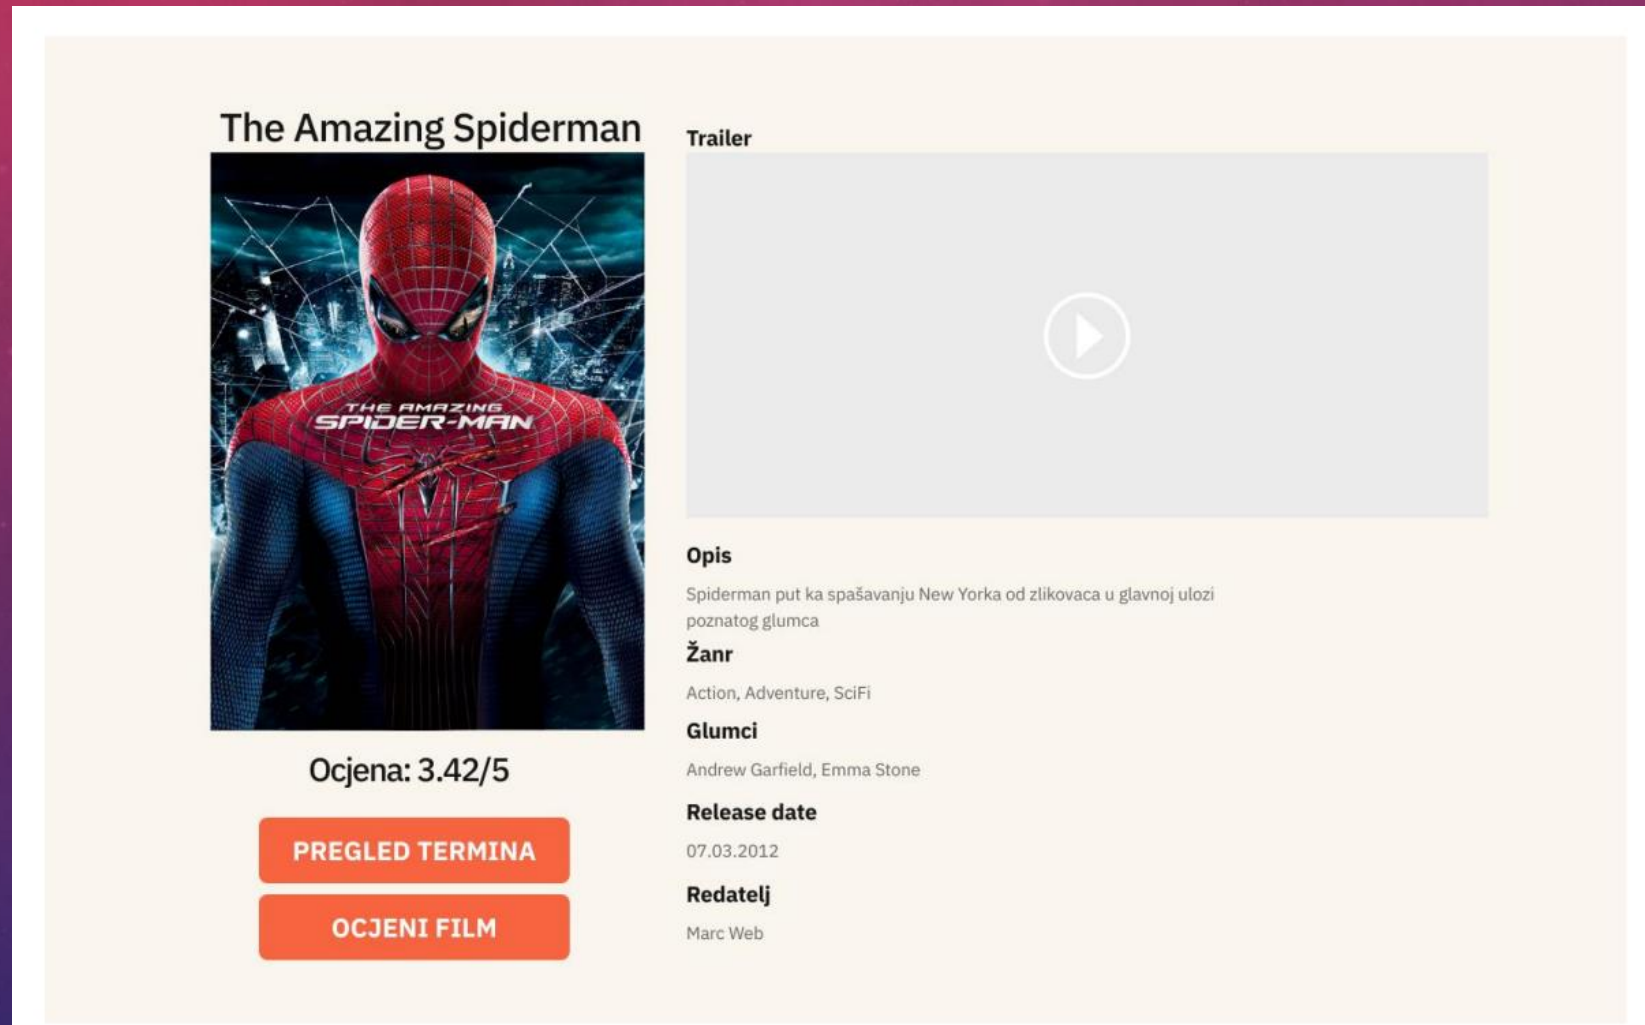 The Amazing Spiderman
THE AMAZING
SPIDER-MAN
Ocjena: 3.42/5
PREGLED TERMINA
OCJENI FILM
Trailer
Opis
Spiderman put ka spašavanju New Yorka od zlikovaca u glavnoj ulozi
poznatog glumca
Žanr
Action, Adventure, SciFi
Glumci
Andrew Garfield, Emma Stone
Release date
07.03.2012
Redatelj
Marc Web